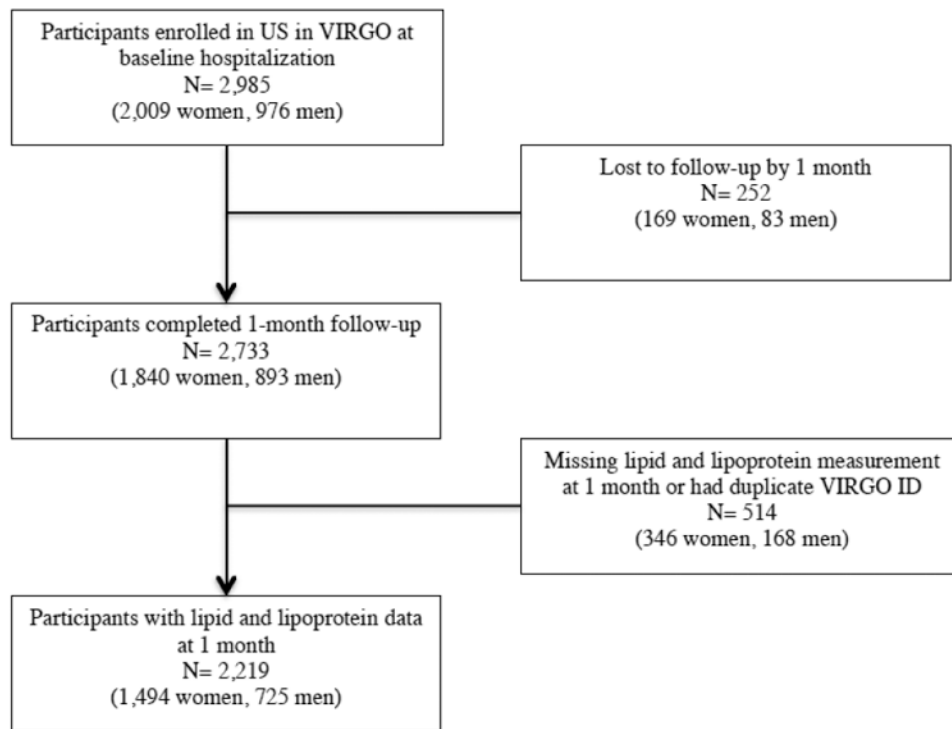 Participants enrolled in US in VIRGO at
baseline hospitalization
N= 2,985
(2,009 women, 976 men)
Lost to follow-up by 1 month
N= 252
(169 women, 83 men)
Participants completed 1-month follow-up
N= 2,733
(1,840 women, 893 men)
Missing lipid and lipoprotein measurement
at 1 month or had duplicate VIRGO ID
N= 514
(346 women, 168 men)
Participants with lipid and lipoprotein data
at 1 month
N= 2,219
(1,494 women, 725 men)